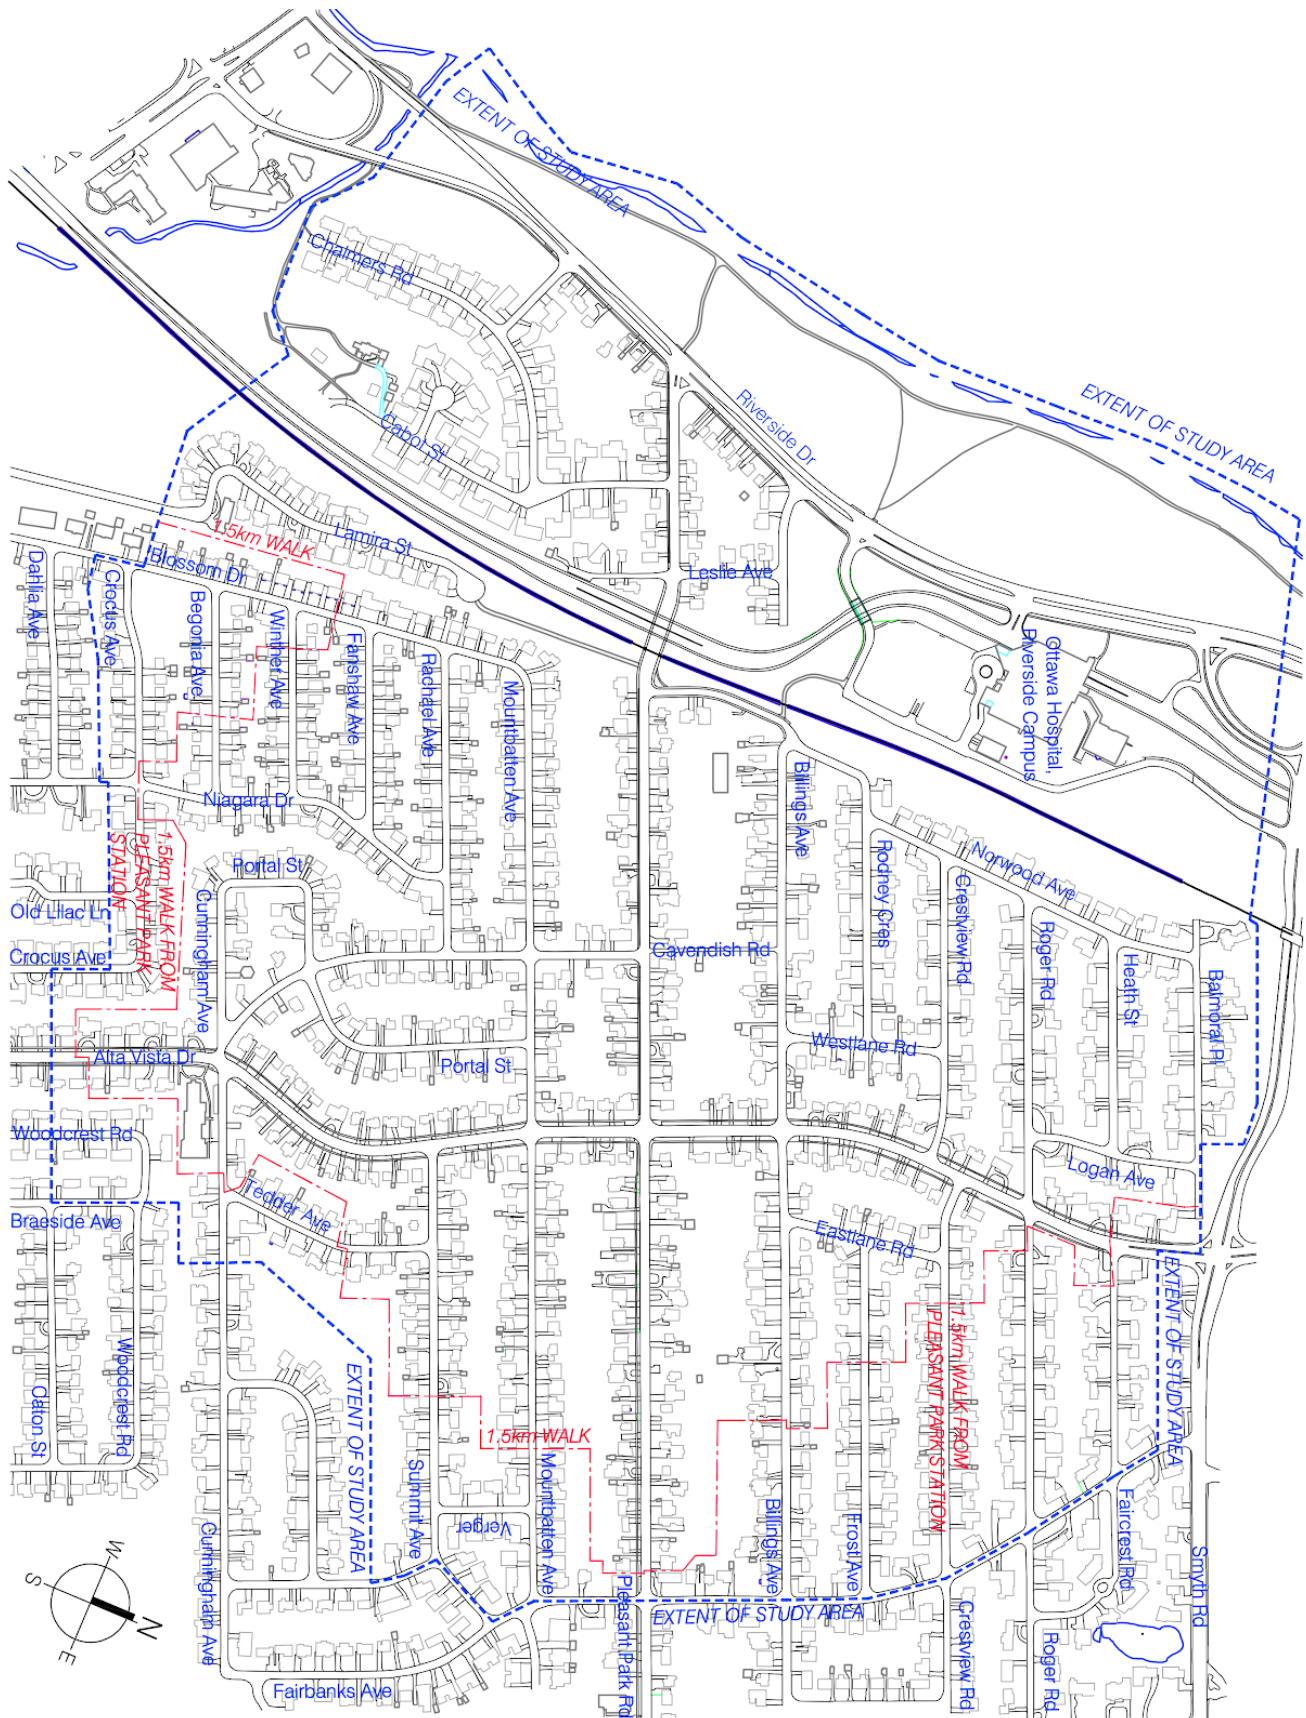 EXTENT OF STUDY AREA
Chalmers Rd
Cabot St
Riverside Dr
EXTENT OF STUDY AREA
1.5km WALK
Lamira St
Blossom Dr
Leslie Ave
Dahlia Ave
Crocus Ave
Begonia Ave
Winther Ave
Fanshaw Ave
Rachael Ave
Mountbatten Ave
Ottawa Hospital,
Riverside Campus
Niagara Dr
Billings Ave
Rodney Cres
Norwood Ave
1.5km WALK FROM
PLEASANT PARK
STATION
Portal St
Cunningham Ave
Old Lilac Ln
Crocus Ave
Cavendish Rd
Crestview Rd
Roger Rd
Heath St
Balmoral Pl
Alta Vista Dr
Portal St
Westlane Rd
Woodcrest Rd
Logan Ave
Tedder Ave
Braeside Ave
Eastlane Rd
EXTENT OF STUDY AREA
1.5km WALK FROM
PLEASANT PARK STATION
Woodcrest Rd
Caton St
EXTENT OF STUDY AREA
1.5km WALK
Summit Ave
Mountbatten Ave
Verger
Billings Ave
Frost Ave
Faircrest Rd
Smyth Rd
Cunningham Ave
Pleasant Park Rd
EXTENT OF STUDY AREA
Crestview Rd
Roger Rd
Fairbanks Ave
W
S
N
E